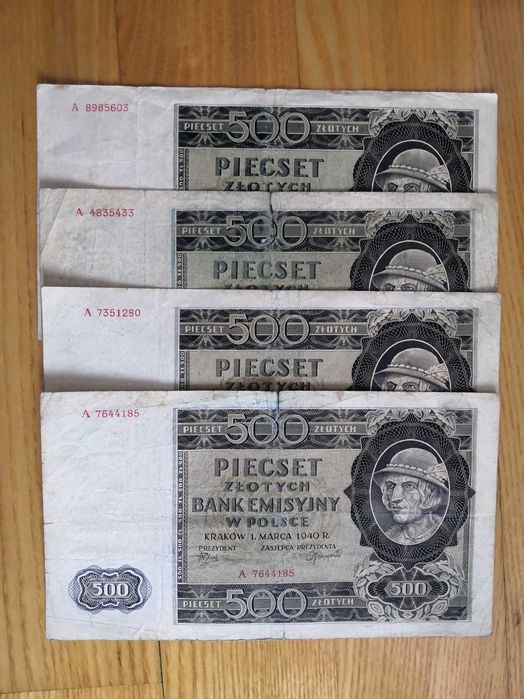 A 8985603
PIECSET 500 ZŁOTYCH
PIECSET
ZŁOTYCH
A 4835433
PIECSET 500 ZŁOTYCH
PIECSET
A 7351280
PIECSET 500 ZŁOTYCH
PIECSET
A 7644185
PIECSET 500 ZŁOTYCH
PIECSET
ZŁOTYCH
BANK EMISYJNY
W POLSCE
KRAKÓW 1. MARCA 1940 R.
PREZYDENT ZASTĘPCA PREZYDENTA
A 7644185
500 500
PIECSET 500 ZŁOTYCH